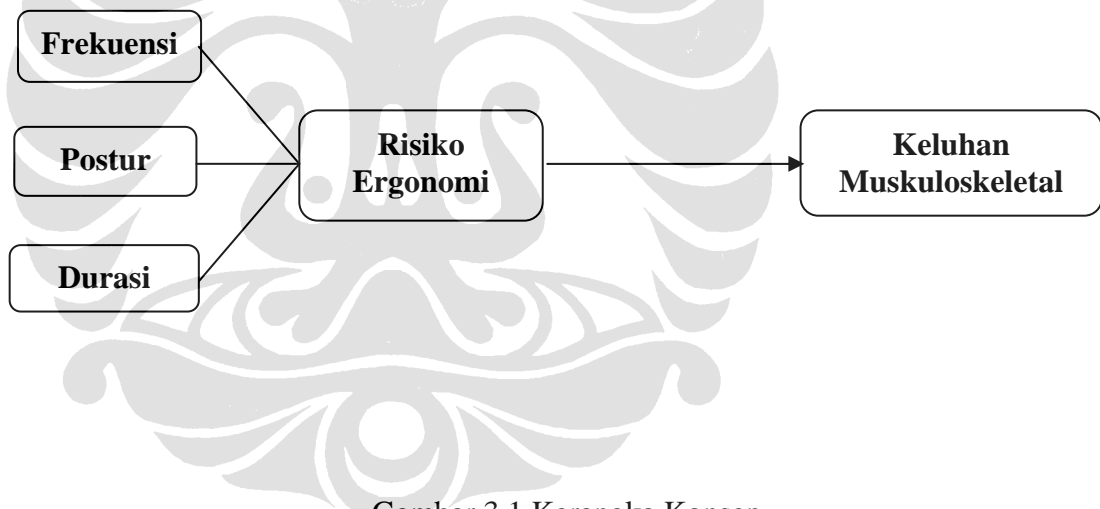 Frekuensi
Postur
Durasi
Risiko
Ergonomi
Keluhan
Muskuloskeletal
Gambar 3.1 Kerangka Konsep